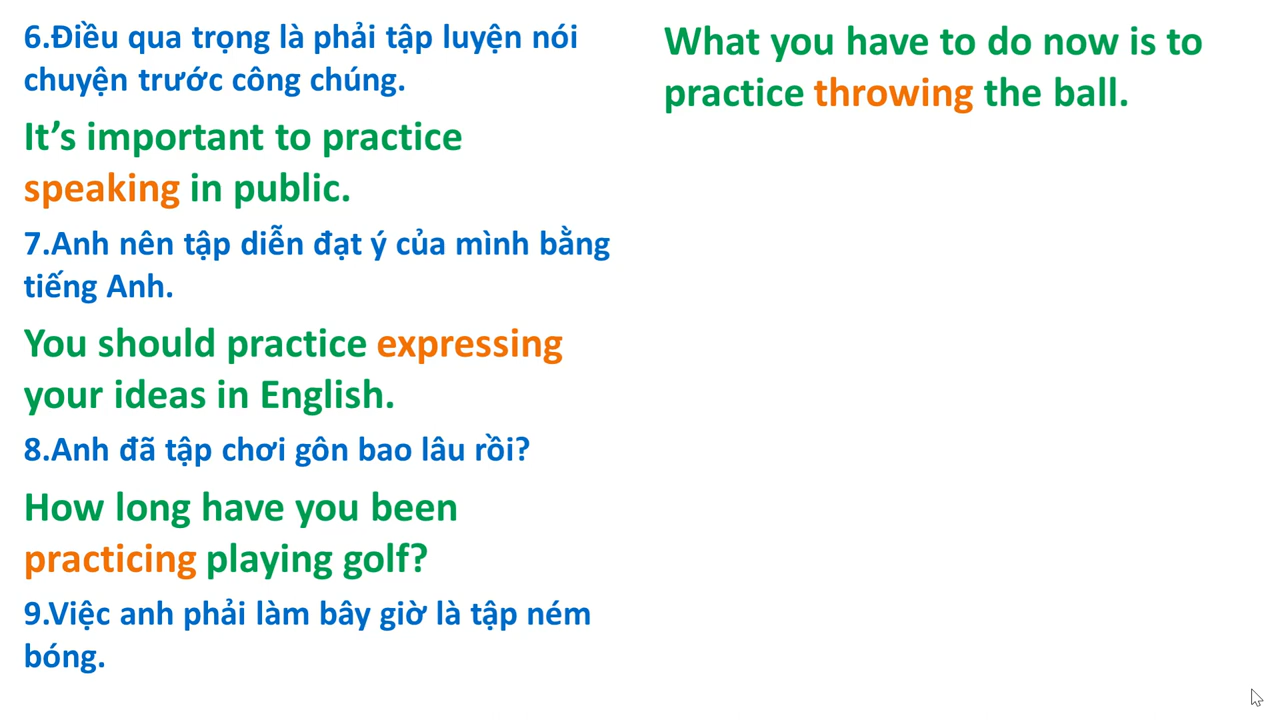 6.Điều qua trọng là phải tập luyện nói
chuyện trước công chúng.
It’s important to practice
speaking in public.
7.Anh nên tập diễn đạt ý của mình bằng
tiếng Anh.
You should practice expressing
your ideas in English.
8.Anh đã tập chơi gôn bao lâu rồi?
How long have you been
practicing playing golf?
9.Việc anh phải làm bây giờ là tập ném
bóng.
What you have to do now is to
practice throwing the ball.